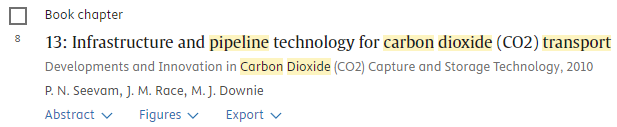 Book chapter
8
13: Infrastructure and pipeline technology for carbon dioxide (CO2) transport
Developments and Innovation in Carbon Dioxide (CO2) Capture and Storage Technology, 2010
P. N. Seevam, J. M. Race, M. J. Downie
Abstract Figures Export